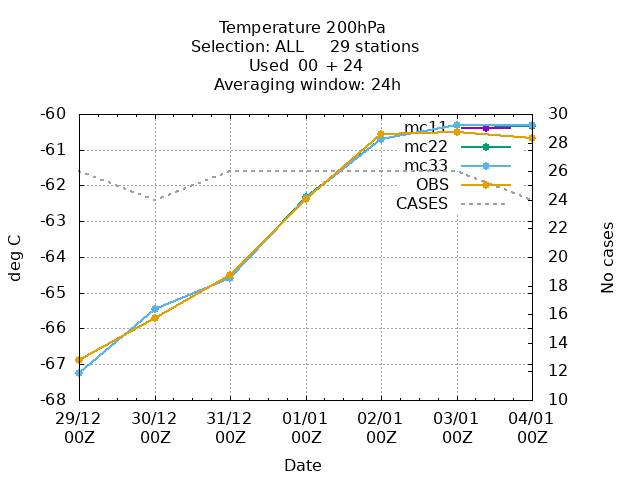 Temperature 200hPa
Selection: ALL 29 stations
Used 00 + 24
Averaging window: 24h
-60
-61
-62
-63
-64
-65
-66
-67
-68
30
28
26
24
22
20
18
16
14
12
10
mc11
mc22
mc33
OBS
CASES
deg C
No cases
29/12 30/12 31/12 01/01 02/01 03/01 04/01
00Z 00Z 00Z 00Z 00Z 00Z 00Z
Date